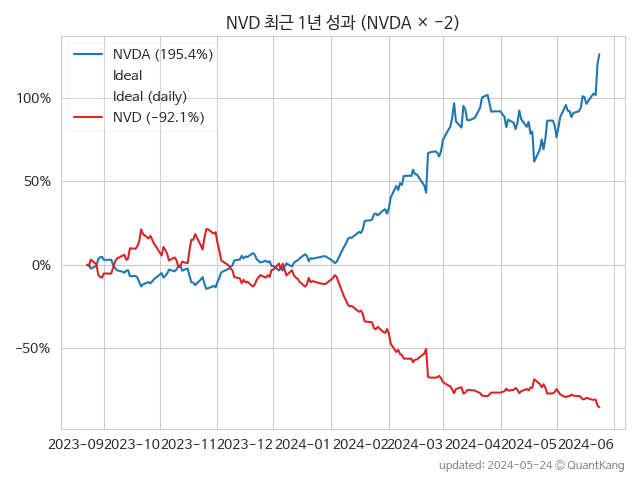 NVD 최근 1년 성과 (NVDA × -2)
NVDA (195.4%)
Ideal
Ideal (daily)
NVD (-92.1%)
100%
50%
0%
-50%
2023-09 2023-10 2023-11 2023-12 2024-01 2024-02 2024-03 2024-04 2024-05 2024-06
updated: 2024-05-24 © QuantKang